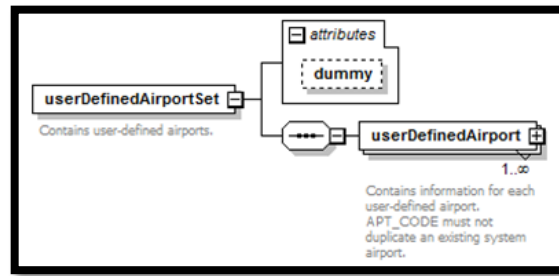 attributes
dummy
userDefinedAirportSet
Contains user-defined airports.
userDefinedAirport
1..∞
Contains information for each
user-defined airport.
APT_CODE must not
duplicate an existing system
airport.